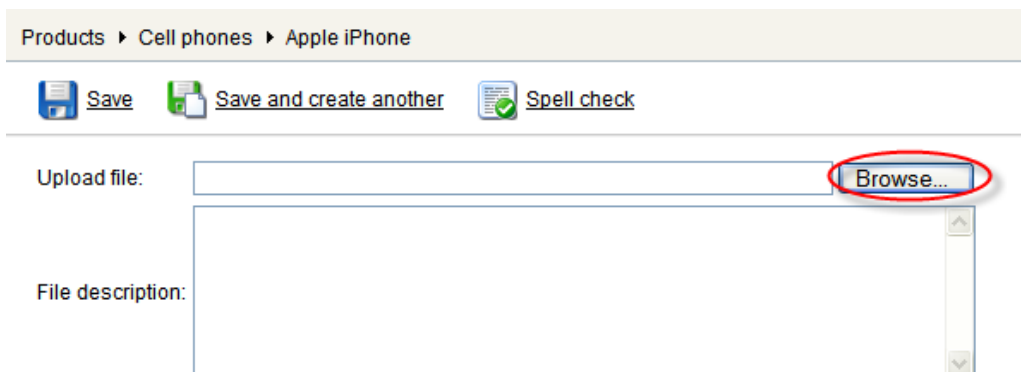 Products Cell phones Apple iPhone
Save Save and create another Spell check
Upload file: Browse...
File description: